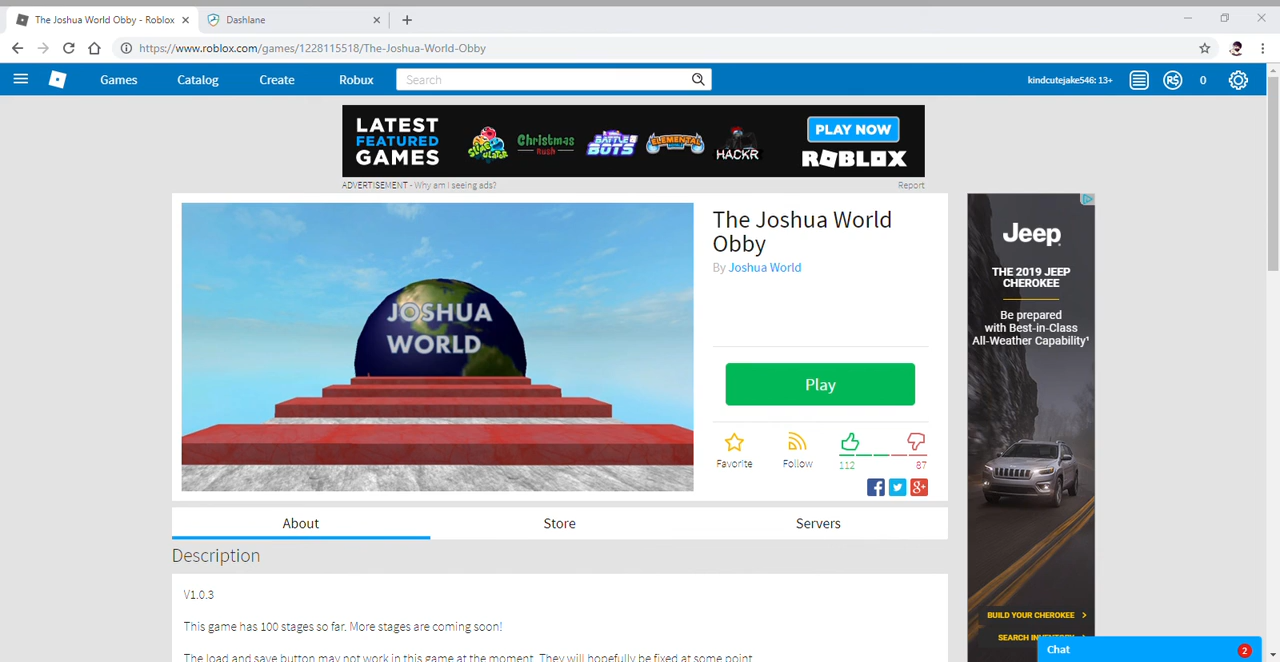 The Joshua World Obby - Roblox
Dashlane
https://www.roblox.com/games/1228115518/The-Joshua-World-Obby
Games
Catalog
Create
Robux
Search
kindcutejake546: 13+
R$
0
LATEST
FEATURED
GAMES
Christmas
Rush
BATTLE
BOTS
ELEMENTAL
HACKR
PLAY NOW
ROBLOX
ADVERTISEMENT - Why am I seeing ads?
Report
JOSHUA
WORLD
The Joshua World
Obby
By Joshua World
Play
Favorite
Follow
112
87
Jeep
THE 2019 JEEP
CHEROKEE
Be prepared
with Best-in-Class
All-Weather Capability¹
BUILD YOUR CHEROKEE >
About
Store
Servers
Description
V1.0.3
This game has 100 stages so far. More stages are coming soon!
The load and save button may not work in this game at the moment. They will hopefully be fixed at some point
Chat
2